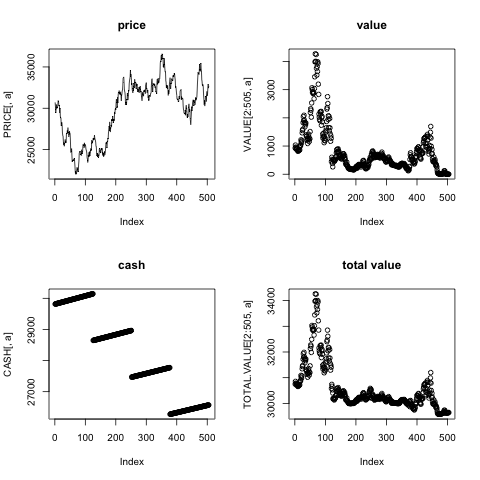 price
PRICE[, a]
25000 30000 35000
0 100 200 300 400 500
Index
value
VALUE[2:505, a]
0 1000 3000
0 100 200 300 400 500
Index
cash
CASH[, a]
27000 29000
0 100 200 300 400 500
Index
total value
TOTAL.VALUE[2:505, a]
30000 32000 34000
0 100 200 300 400 500
Index